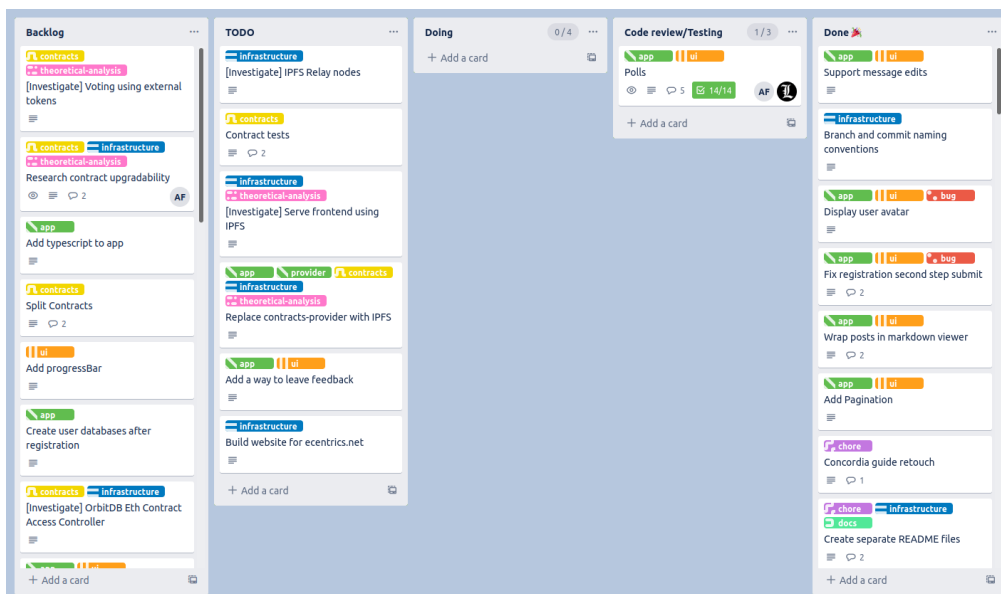 Backlog
contracts
theoretical-analysis
[Investigate] Voting using external
tokens
contracts infrastructure
theoretical-analysis
Research contract upgradability
2 AF
app
Add typescript to app
contracts
Split Contracts
2
ui
Add progressBar
app
Create user databases after
registration
contracts infrastructure
[Investigate] OrbitDB Eth Contract
Access Controller
app ui
+ Add a card
TODO
infrastructure
[Investigate] IPFS Relay nodes
contracts
Contract tests
2
infrastructure
theoretical-analysis
[Investigate] Serve frontend using
IPFS
app provider contracts
infrastructure
theoretical-analysis
Replace contracts-provider with IPFS
app ui
Add a way to leave feedback
infrastructure
Build website for ecentrics.net
+ Add a card
Doing 0/4
+ Add a card
Code review/Testing 1/3
app ui
Polls
5 14/14 AF L
+ Add a card
Done 🎉
app ui
Support message edits
infrastructure
Branch and commit naming
conventions
app ui bug
Display user avatar
app ui bug
Fix registration second step submit
2
app ui
Wrap posts in markdown viewer
2
app ui
Add Pagination
chore
Concordia guide retouch
1
chore infrastructure
docs
Create separate README files
2
+ Add a card